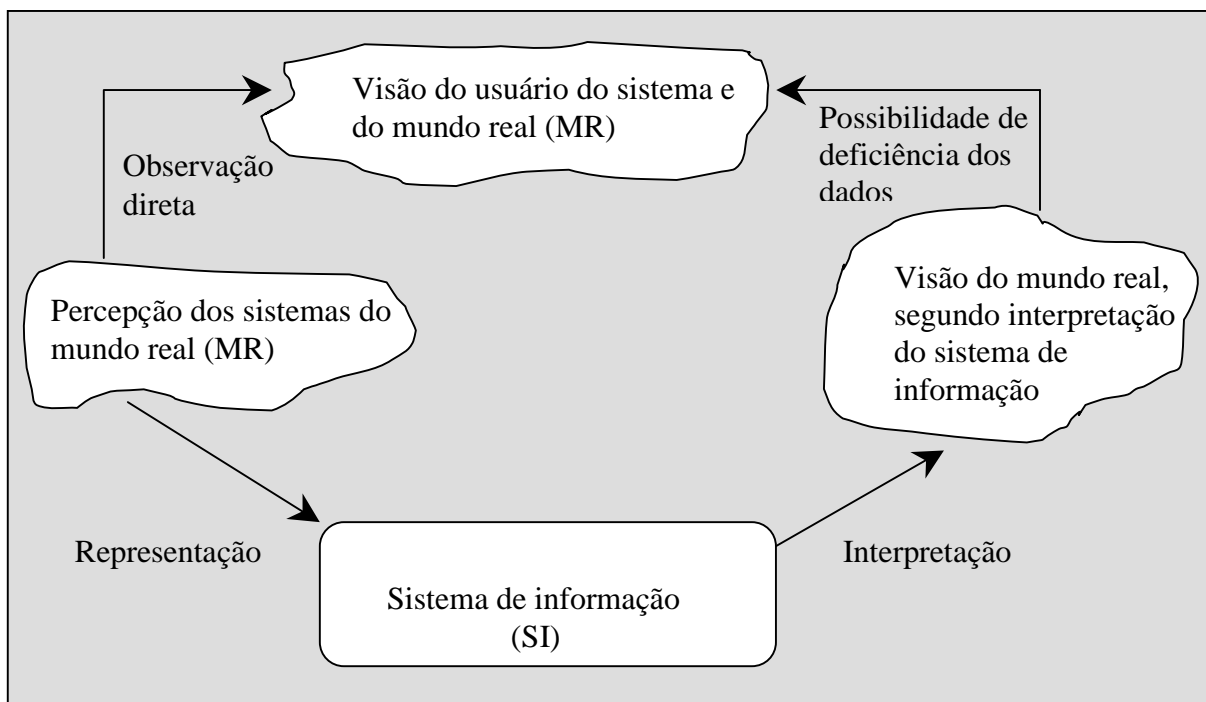 Visão do usuário do sistema e
do mundo real (MR)
Observação
direta
Possibilidade de
deficiência dos
dados
Percepção dos sistemas do
mundo real (MR)
Visão do mundo real,
segundo interpretação
do sistema de
informação
Representação
Interpretação
Sistema de informação
(SI)